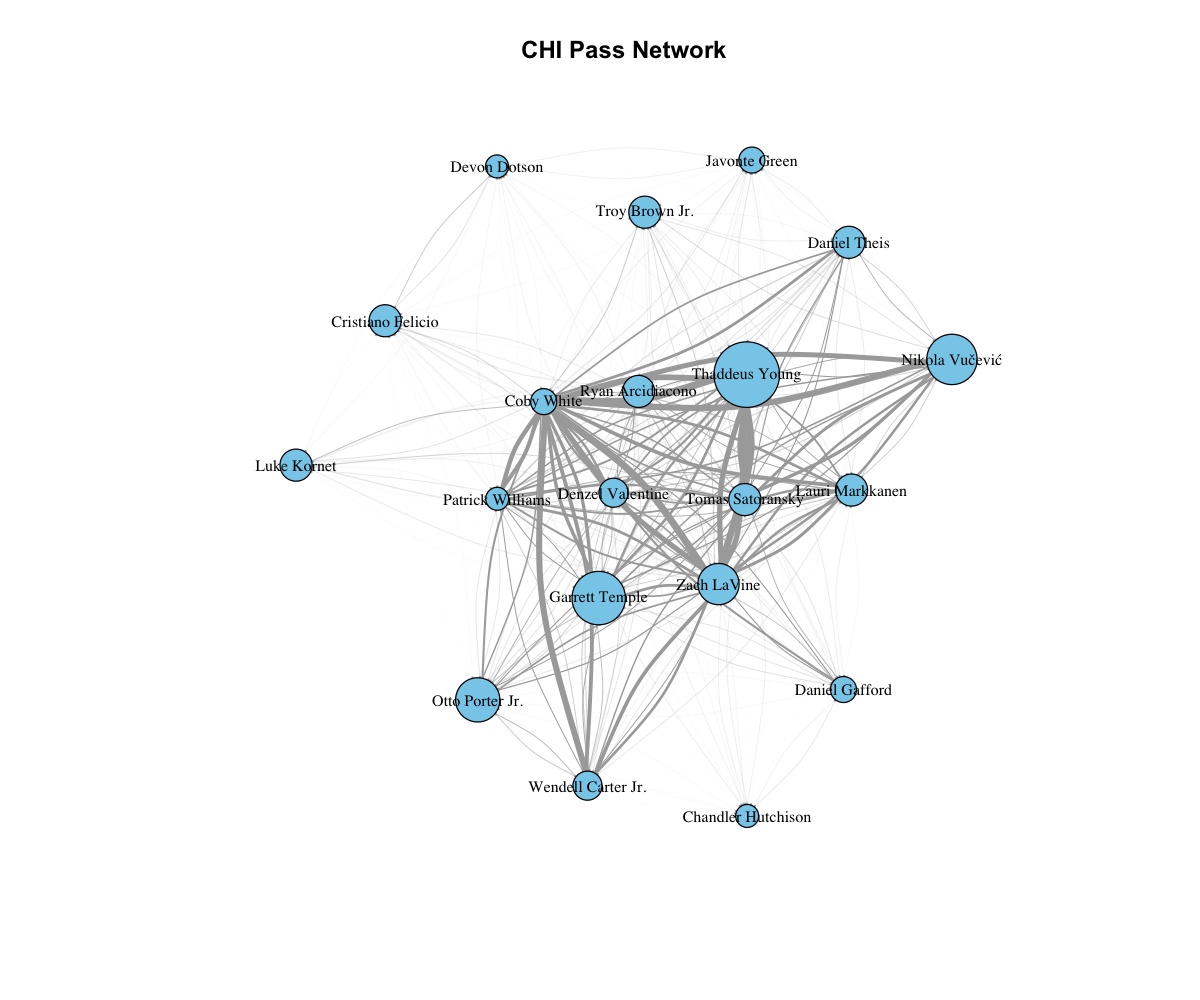 CHI Pass Network
Devon Dotson
Javonte Green
Troy Brown Jr.
Daniel Theis
Cristiano Felicio
Nikola Vučević
Thaddeus Young
Ryan Arcidiacono
Coby White
Luke Kornet
Patrick Williams
Denzel Valentine
Tomas Satoransky
Lauri Markkanen
Zach LaVine
Garrett Temple
Daniel Gafford
Otto Porter Jr.
Wendell Carter Jr.
Chandler Hutchison